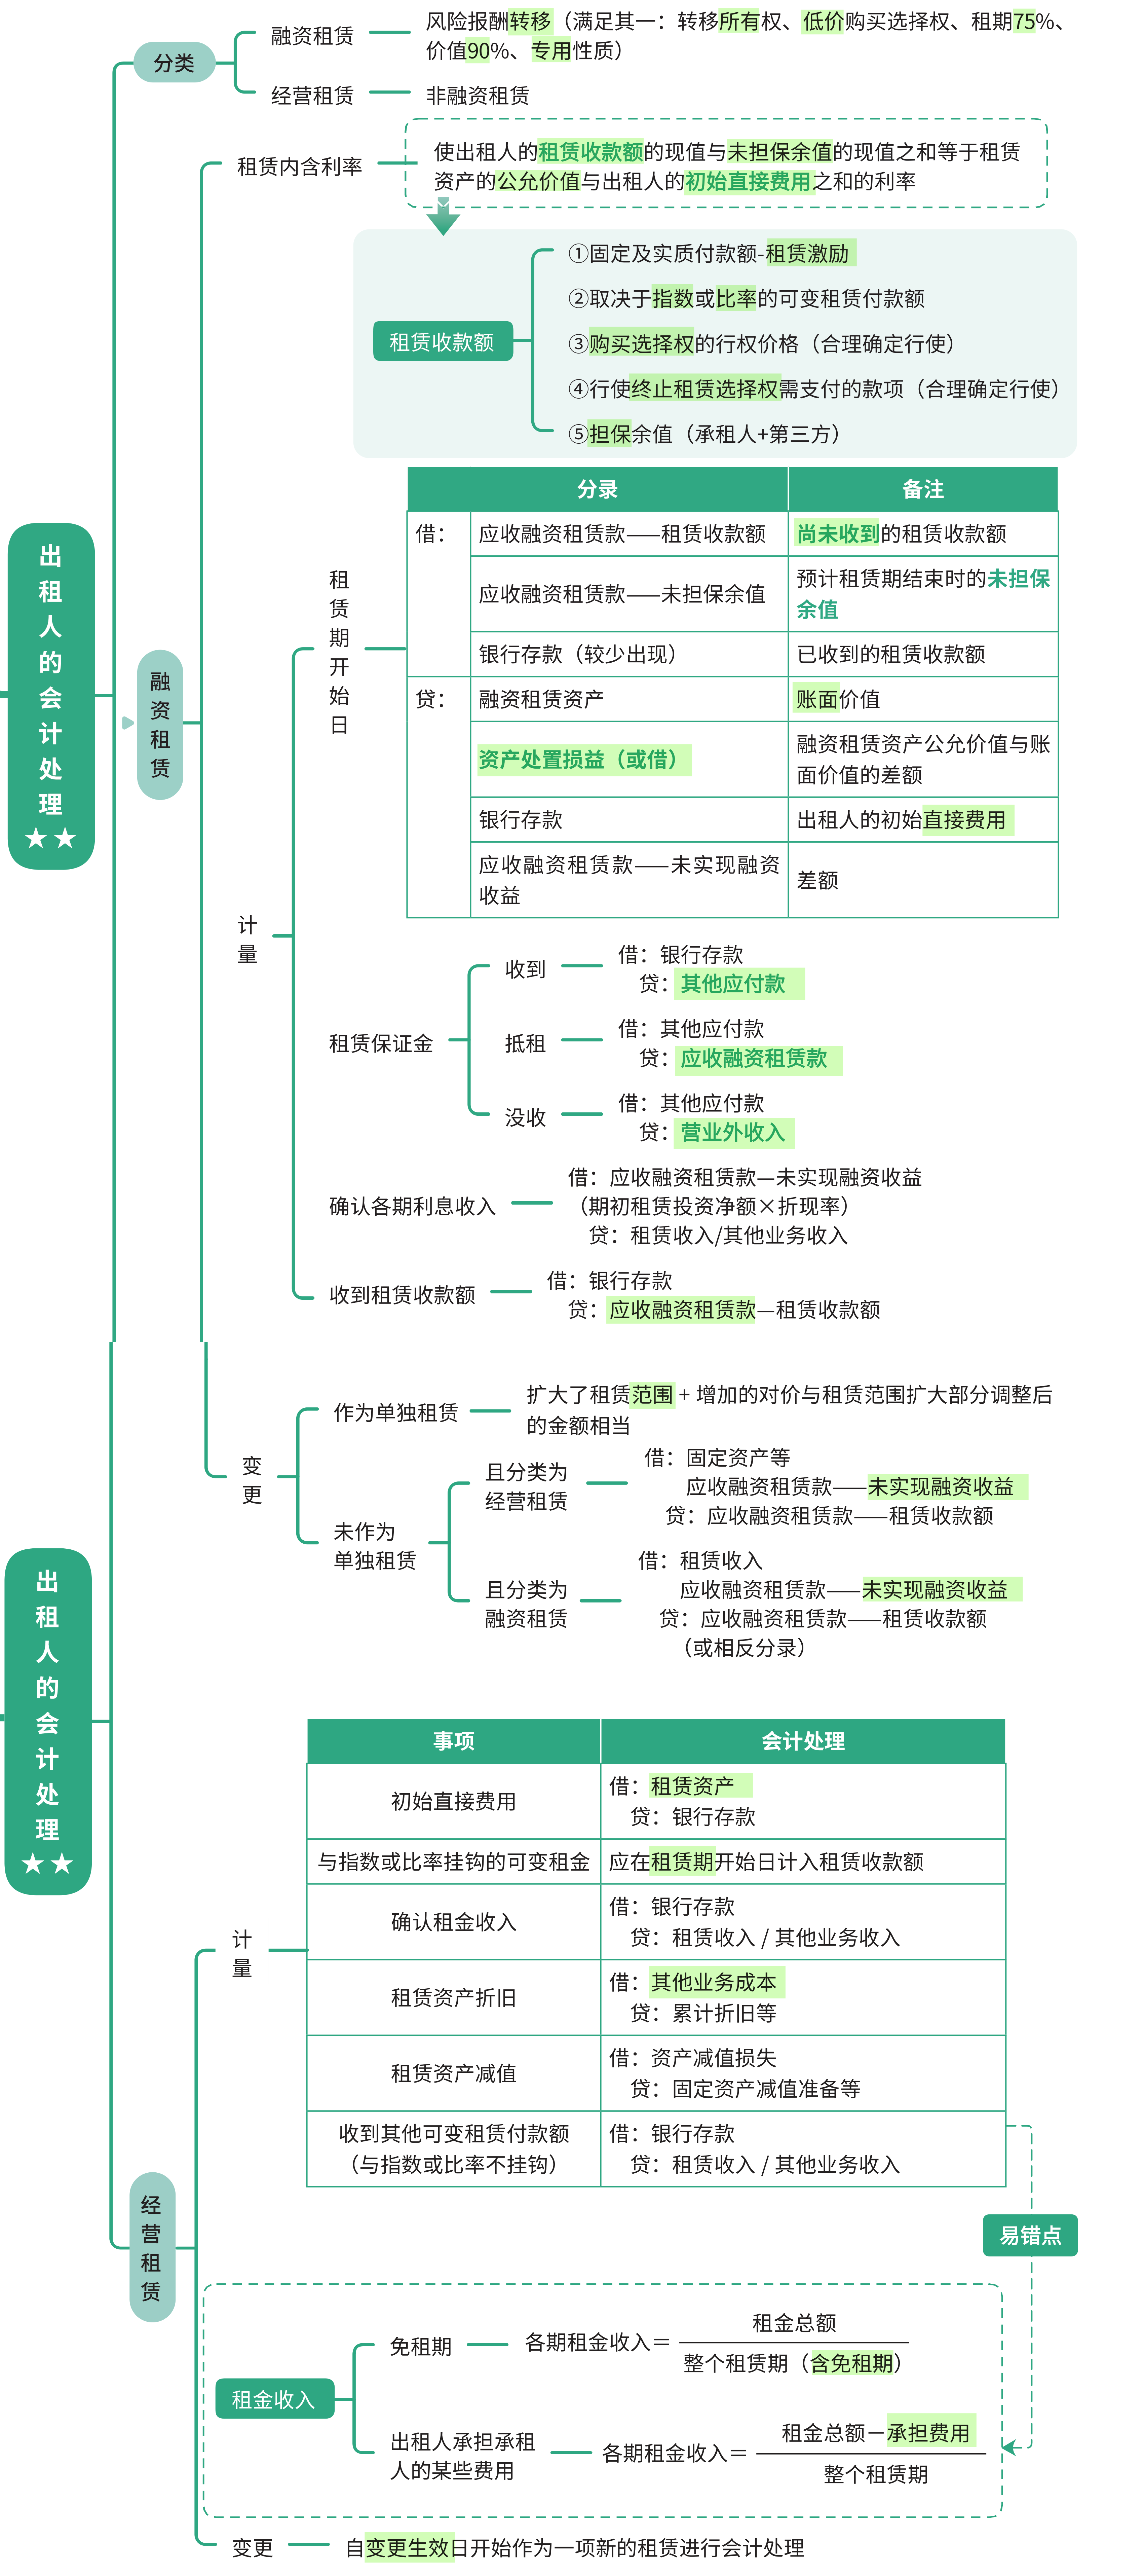 出租人的会计处理
★★
分类
融资租赁
风险报酬转移（满足其一：转移所有权、低价购买选择权、租期75%、
价值90%、专用性质）
经营租赁
非融资租赁
融资租赁
租赁内含利率
使出租人的租赁收款额的现值与未担保余值的现值之和等于租赁
资产的公允价值与出租人的初始直接费用之和的利率
租赁收款额
①固定及实质付款额-租赁激励
②取决于指数或比率的可变租赁付款额
③购买选择权的行权价格（合理确定行使）
④行使终止租赁选择权需支付的款项（合理确定行使）
⑤担保余值（承租人+第三方）
计量
租赁期开始日
分录 备注
借： 应收融资租赁款——租赁收款额 尚未收到的租赁收款额
应收融资租赁款——未担保余值 预计租赁期结束时的未担保
余值
银行存款（较少出现） 已收到的租赁收款额
贷： 融资租赁资产 账面价值
资产处置损益（或借） 融资租赁资产公允价值与账
面价值的差额
银行存款 出租人的初始直接费用
应收融资租赁款——未实现融资
收益 差额
租赁保证金
收到
借：银行存款
贷：其他应付款
抵租
借：其他应付款
贷：应收融资租赁款
没收
借：其他应付款
贷：营业外收入
确认各期利息收入
借：应收融资租赁款—未实现融资收益
（期初租赁投资净额×折现率）
贷：租赁收入/其他业务收入
收到租赁收款额
借：银行存款
贷：应收融资租赁款—租赁收款额
变更
作为单独租赁
扩大了租赁范围 + 增加的对价与租赁范围扩大部分调整后
的金额相当
未作为
单独租赁
且分类为
经营租赁
借：固定资产等
应收融资租赁款——未实现融资收益
贷：应收融资租赁款——租赁收款额
且分类为
融资租赁
借：租赁收入
应收融资租赁款——未实现融资收益
贷：应收融资租赁款——租赁收款额
（或相反分录）
出租人的会计处理
★★
经营租赁
计量
事项 会计处理
初始直接费用
借：租赁资产
贷：银行存款
与指数或比率挂钩的可变租金 应在租赁期开始日计入租赁收款额
确认租金收入
借：银行存款
贷：租赁收入 / 其他业务收入
租赁资产折旧
借：其他业务成本
贷：累计折旧等
租赁资产减值
借：资产减值损失
贷：固定资产减值准备等
收到其他可变租赁付款额
（与指数或比率不挂钩）
借：银行存款
贷：租赁收入 / 其他业务收入
易错点
租金收入
免租期
各期租金收入＝
租金总额
整个租赁期（含免租期）
出租人承担承租
人的某些费用
各期租金收入＝
租金总额－承担费用
整个租赁期
变更
自变更生效日开始作为一项新的租赁进行会计处理